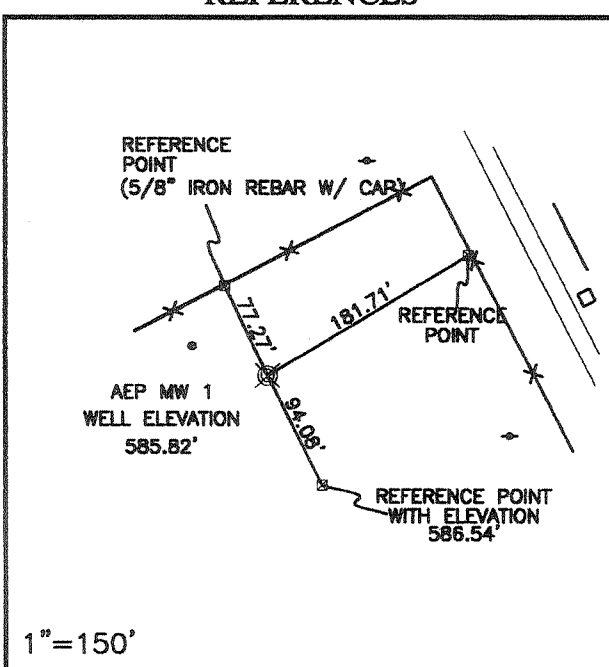 REFERENCES
REFERENCE
POINT
(5/8" IRON REBAR W/ CAP)
77.27'
181.71'
REFERENCE
POINT
AEP MW 1
WELL ELEVATION
585.82'
94.08'
REFERENCE POINT
WITH ELEVATION
586.54'
1"=150'